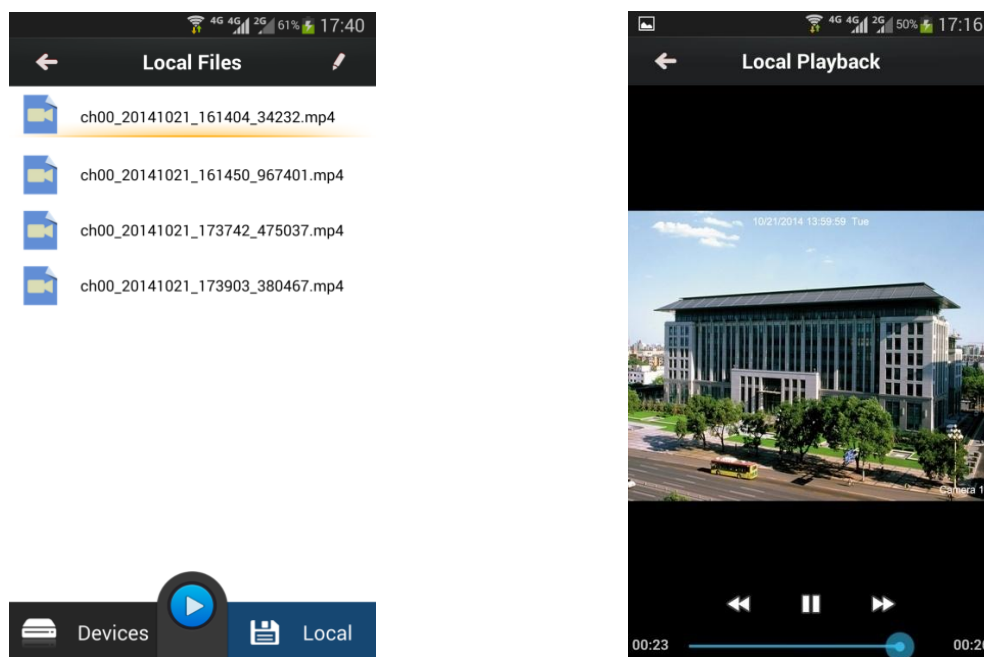 4G 4G 2G 61% 17:40
Local Files
ch00_20141021_161404_34232.mp4
ch00_20141021_161450_967401.mp4
ch00_20141021_173742_475037.mp4
ch00_20141021_173903_380467.mp4
Devices
Local
4G 4G 2G 50% 17:16
Local Playback
10/21/2014 13:59:59 Tue
Camera 1
00:23